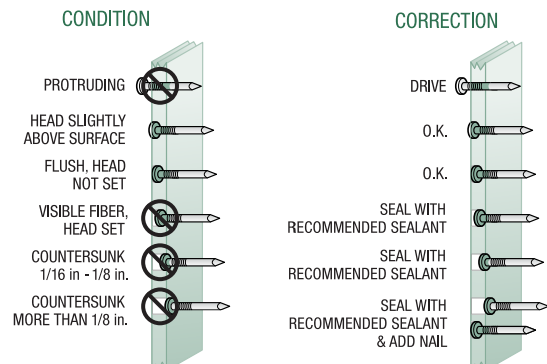 CONDITION
PROTRUDING
HEAD SLIGHTLY
ABOVE SURFACE
FLUSH, HEAD
NOT SET
VISIBLE FIBER,
HEAD SET
COUNTERSUNK
1/16 in - 1/8 in.
COUNTERSUNK
MORE THAN 1/8 in.
CORRECTION
DRIVE
O.K.
O.K.
SEAL WITH
RECOMMENDED SEALANT
SEAL WITH
RECOMMENDED SEALANT
SEAL WITH
RECOMMENDED SEALANT
& ADD NAIL